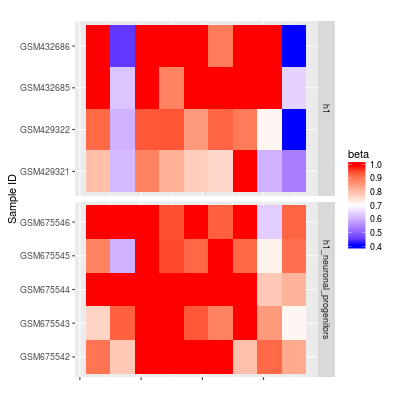 Sample ID
GSM432686
GSM432685
GSM429322
GSM429321
h1
GSM675546
GSM675545
GSM675544
GSM675543
GSM675542
h1_neuronal_progenitors
beta
1.0
0.9
0.8
0.7
0.6
0.5
0.4